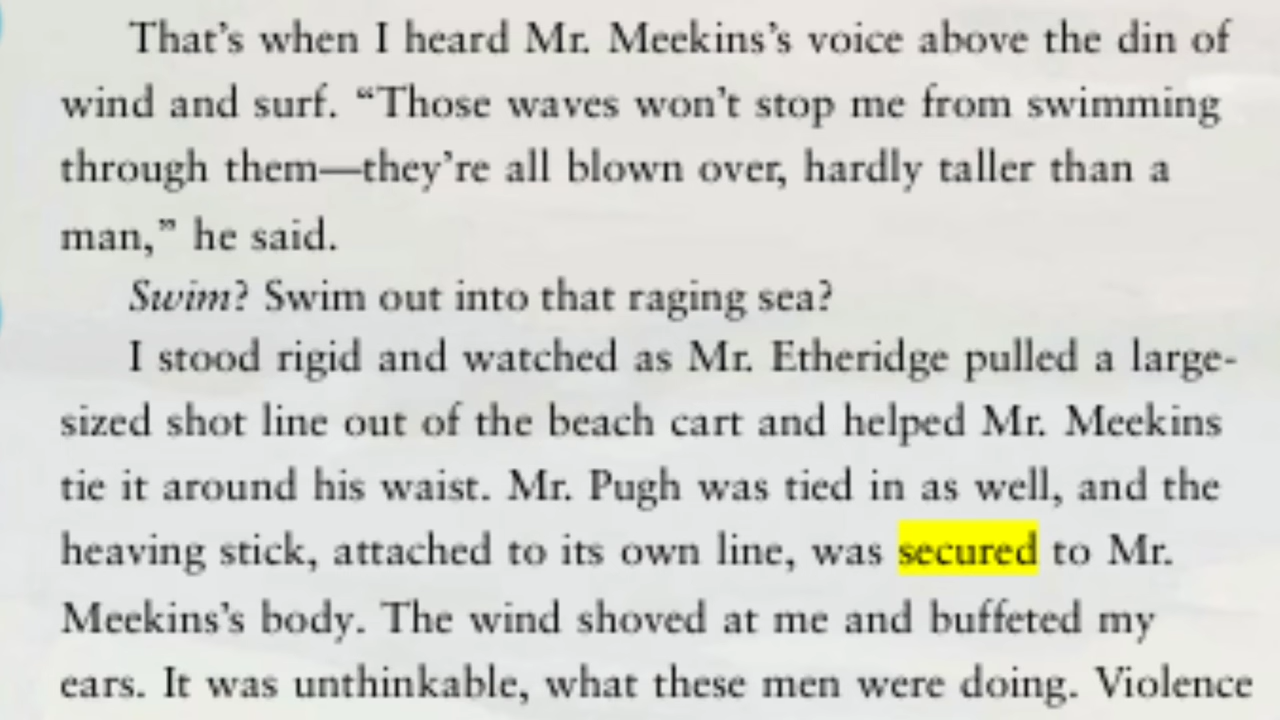 That’s when I heard Mr. Meekins’s voice above the din of
wind and surf. “Those waves won’t stop me from swimming
through them—they’re all blown over, hardly taller than a
man,” he said.
Swim? Swim out into that raging sea?
I stood rigid and watched as Mr. Etheridge pulled a large-
sized shot line out of the beach cart and helped Mr. Meekins
tie it around his waist. Mr. Pugh was tied in as well, and the
heaving stick, attached to its own line, was secured to Mr.
Meekins’s body. The wind shoved at me and buffeted my
ears. It was unthinkable, what these men were doing. Violence